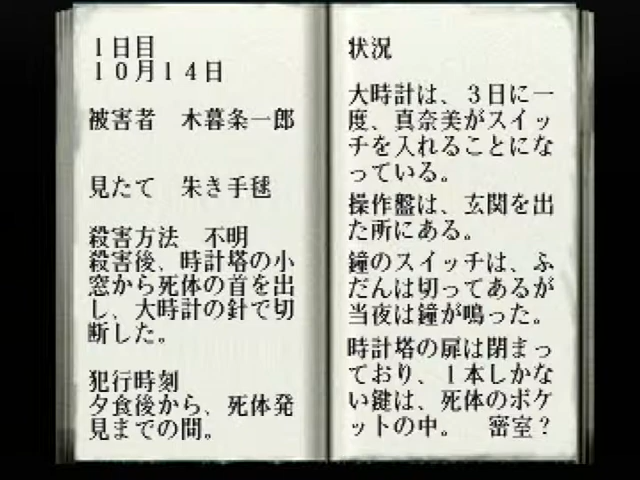 1日目
10月14日
被害者　木暮条一郎
見たて　朱き手毬
殺害方法　不明
殺害後、時計塔の小
窓から死体の首を出
し、大時計の針で切
断した。
犯行時刻
夕食後から、死体発
見までの間。
状況
大時計は、3日に一
度、真奈美がスイッ
チを入れることにな
っている。
操作盤は、玄関を出
た所にある。
鐘のスイッチは、ふ
だんは切ってあるが
当夜は鐘が鳴った。
時計塔の扉は閉まっ
ており、1本しかな
い鍵は、死体のポケ
ットの中。　密室？